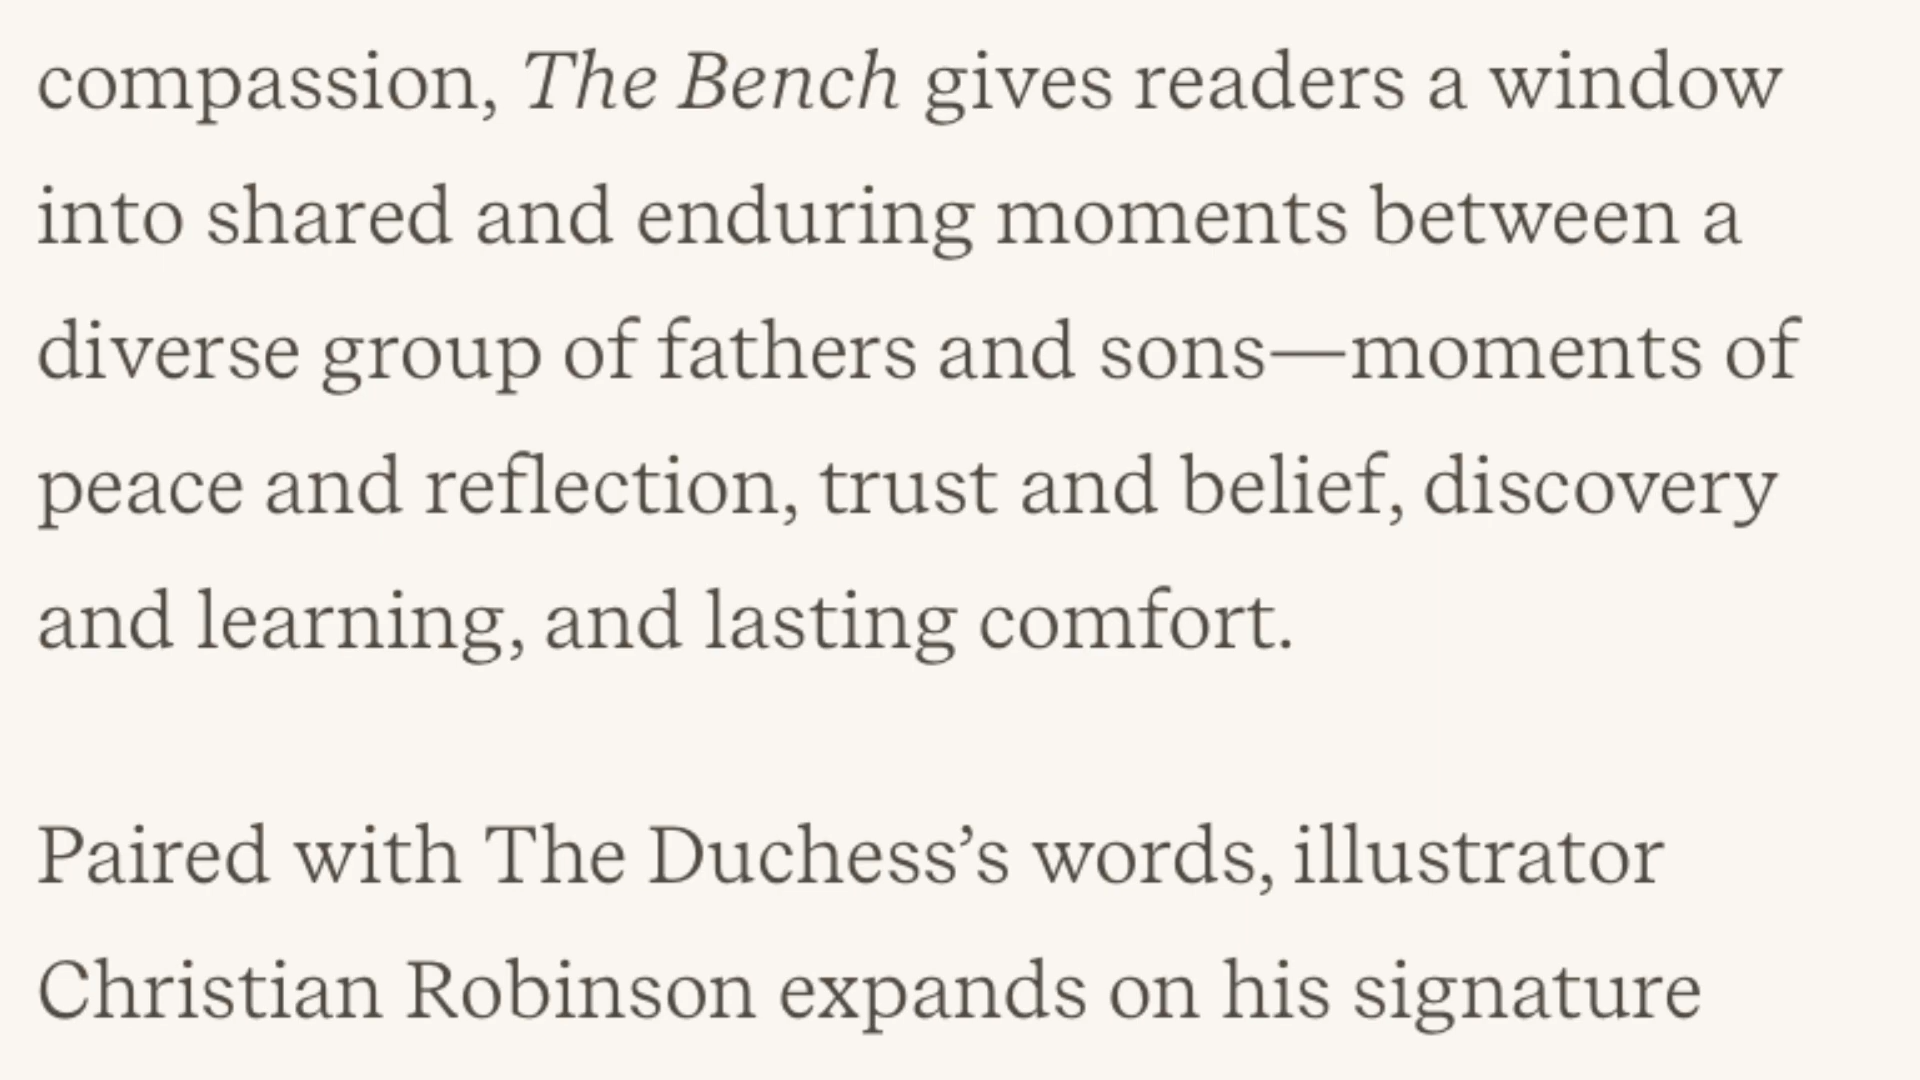 compassion, The Bench gives readers a window
into shared and enduring moments between a
diverse group of fathers and sons—moments of
peace and reflection, trust and belief, discovery
and learning, and lasting comfort.
Paired with The Duchess’s words, illustrator
Christian Robinson expands on his signature